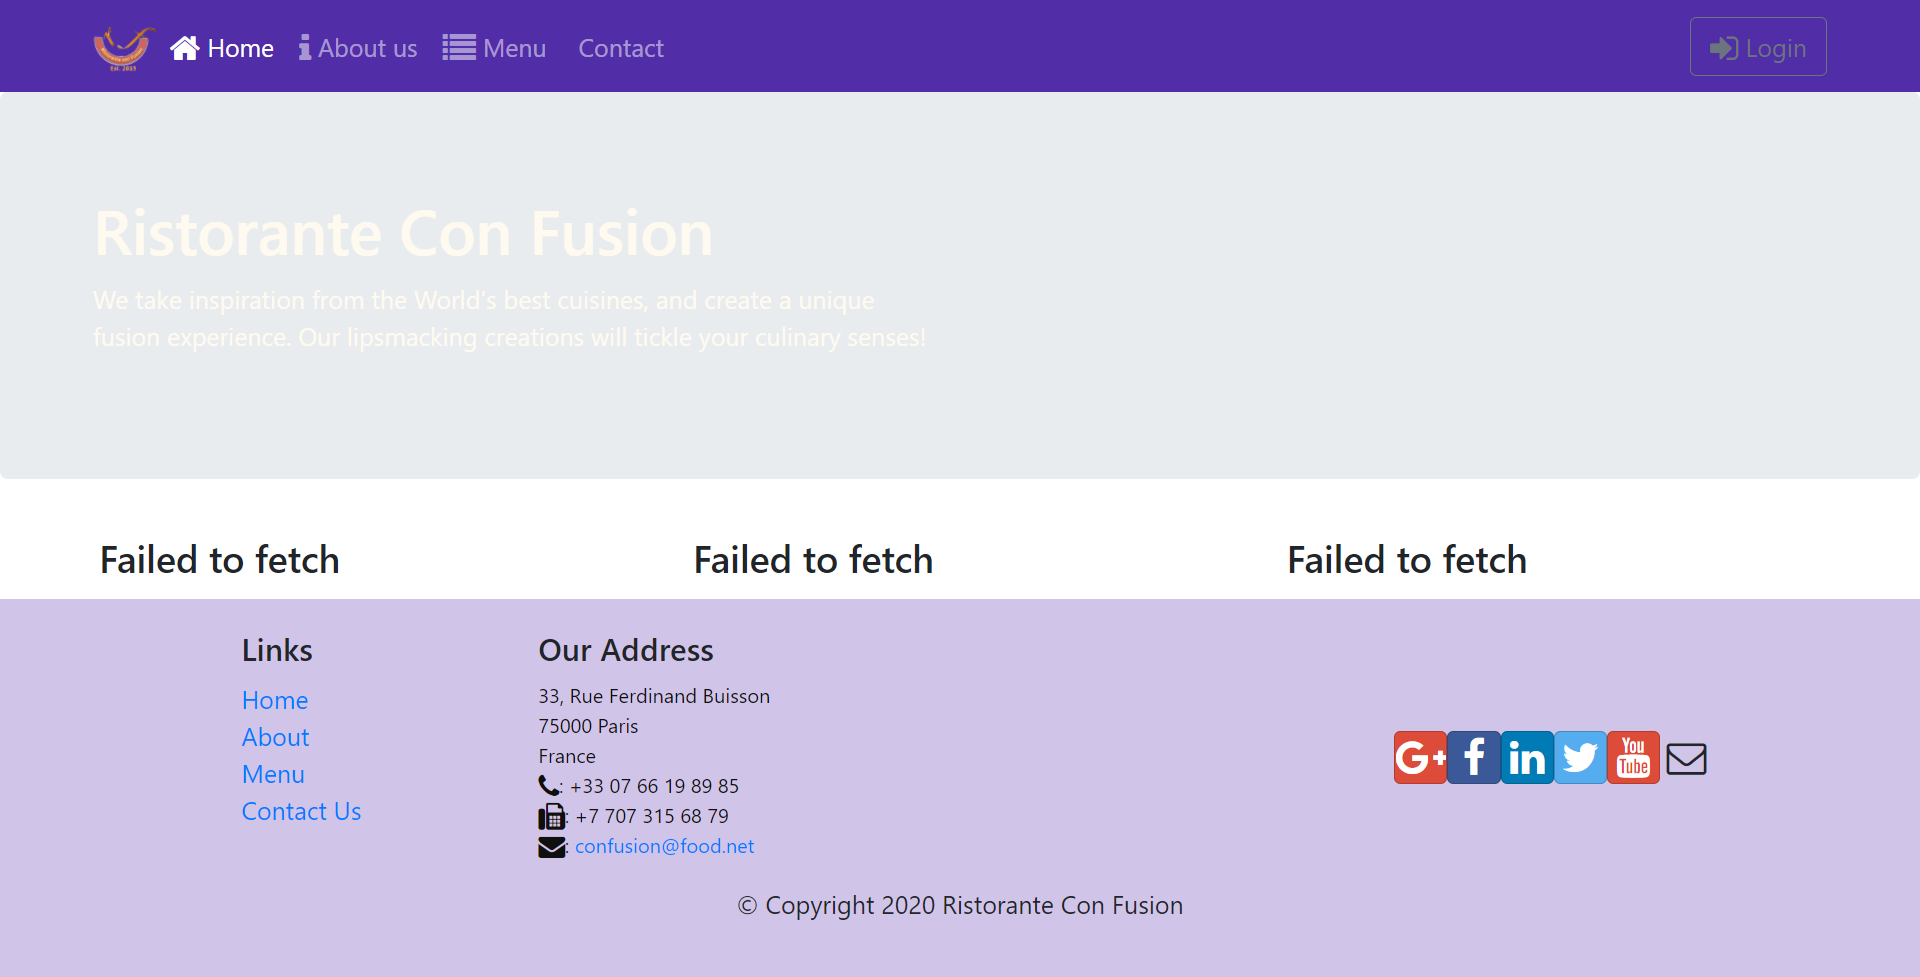 Home
About us
Menu
Contact
Login
Ristorante Con Fusion
We take inspiration from the World's best cuisines, and create a unique
fusion experience. Our lipsmacking creations will tickle your culinary senses!
Failed to fetch
Failed to fetch
Failed to fetch
Links
Home
About
Menu
Contact Us
Our Address
33, Rue Ferdinand Buisson
75000 Paris
France
: +33 07 66 19 89 85
: +7 707 315 68 79
: confusion@food.net
G+
f
in
You
Tube
© Copyright 2020 Ristorante Con Fusion